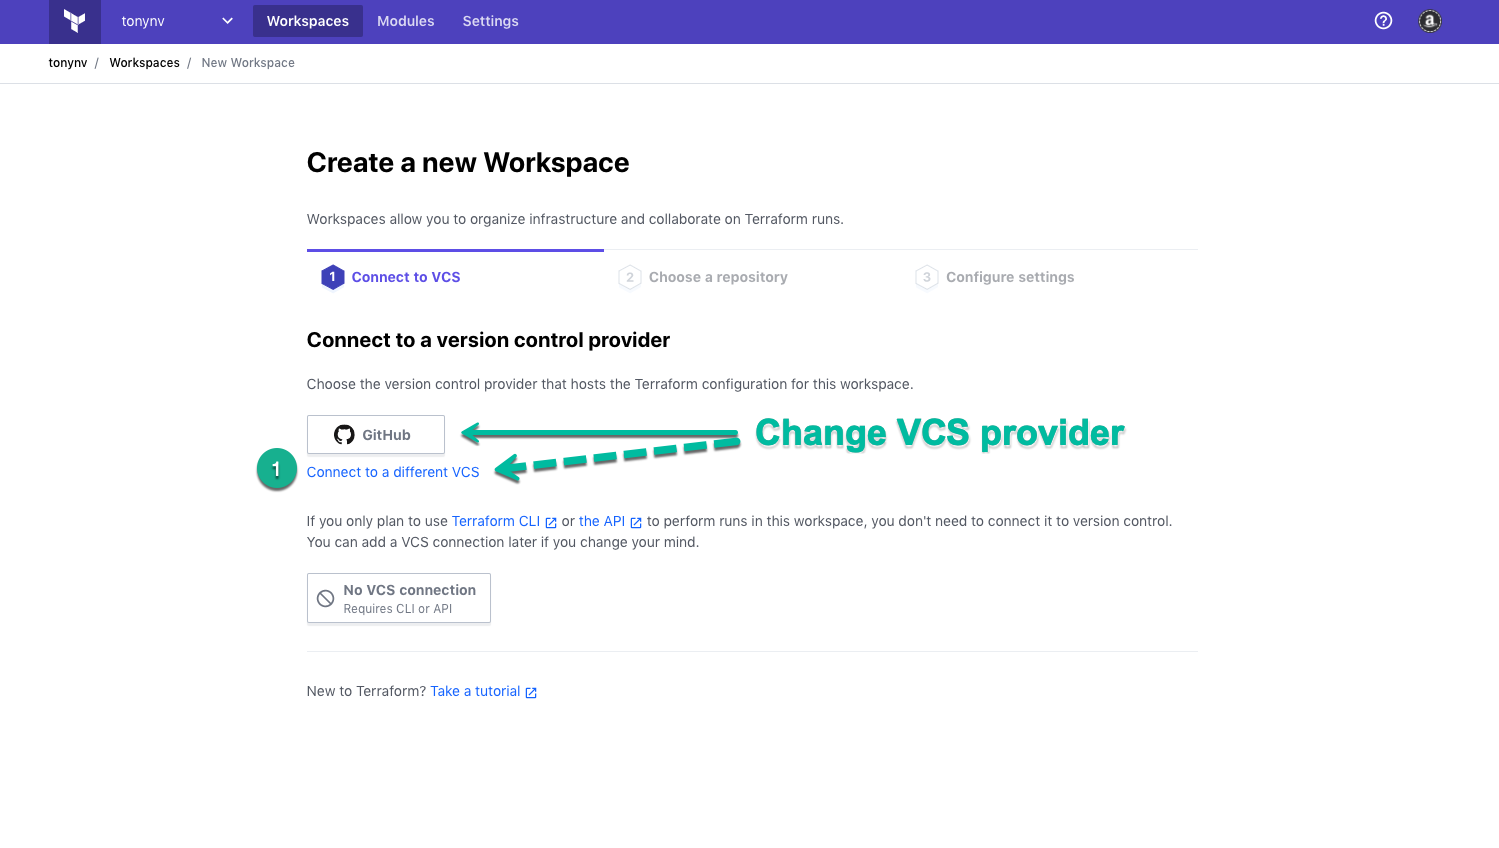 tonynv
Workspaces
Modules
Settings
tonynv / Workspaces / New Workspace
Create a new Workspace
Workspaces allow you to organize infrastructure and collaborate on Terraform runs.
1 Connect to VCS
2 Choose a repository
3 Configure settings
Connect to a version control provider
Choose the version control provider that hosts the Terraform configuration for this workspace.
GitHub
Change VCS provider
1
Connect to a different VCS
If you only plan to use Terraform CLI or the API to perform runs in this workspace, you don't need to connect it to version control.
You can add a VCS connection later if you change your mind.
No VCS connection
Requires CLI or API
New to Terraform? Take a tutorial